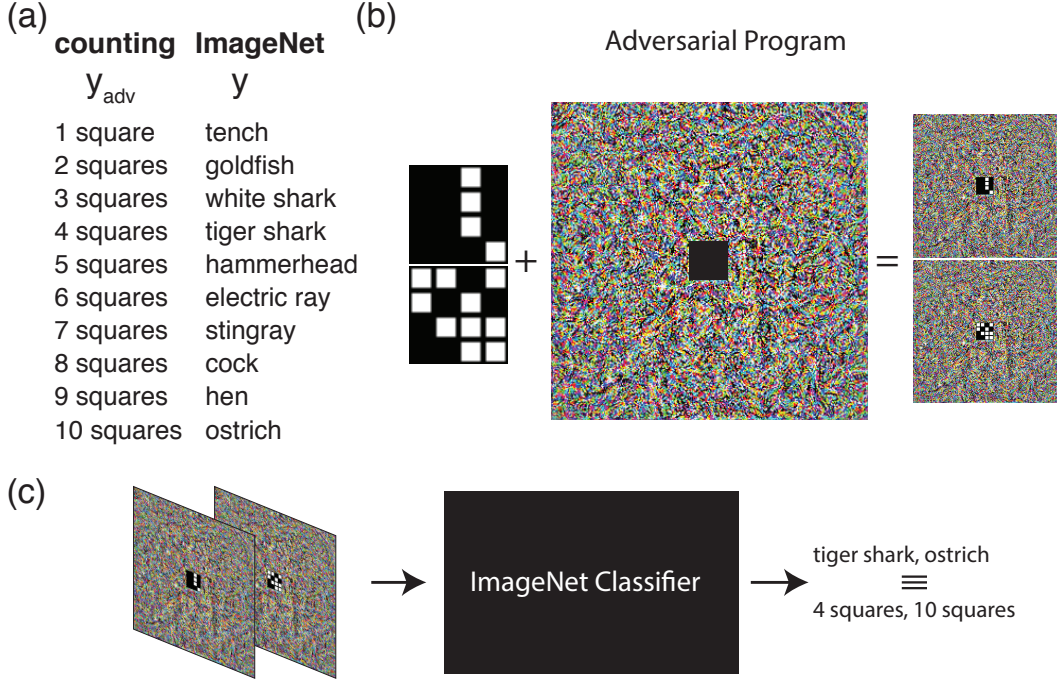 (a)
counting ImageNet
y_adv y
1 square tench
2 squares goldfish
3 squares white shark
4 squares tiger shark
5 squares hammerhead
6 squares electric ray
7 squares stingray
8 squares cock
9 squares hen
10 squares ostrich
(b)
Adversarial Program
+ =
(c)
ImageNet Classifier
tiger shark, ostrich
≡
4 squares, 10 squares